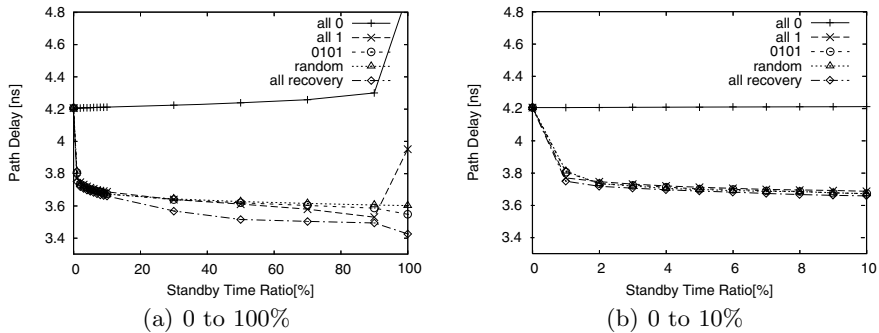 4.8
4.6
4.4
4.2
4
3.8
3.6
3.4
Path Delay [ns]
all 0
all 1
0101
random
all recovery
0 20 40 60 80 100
Standby Time Ratio[%]
(a) 0 to 100%
4.8
4.6
4.4
4.2
4
3.8
3.6
3.4
Path Delay [ns]
all 0
all 1
0101
random
all recovery
0 2 4 6 8 10
Standby Time Ratio[%]
(b) 0 to 10%